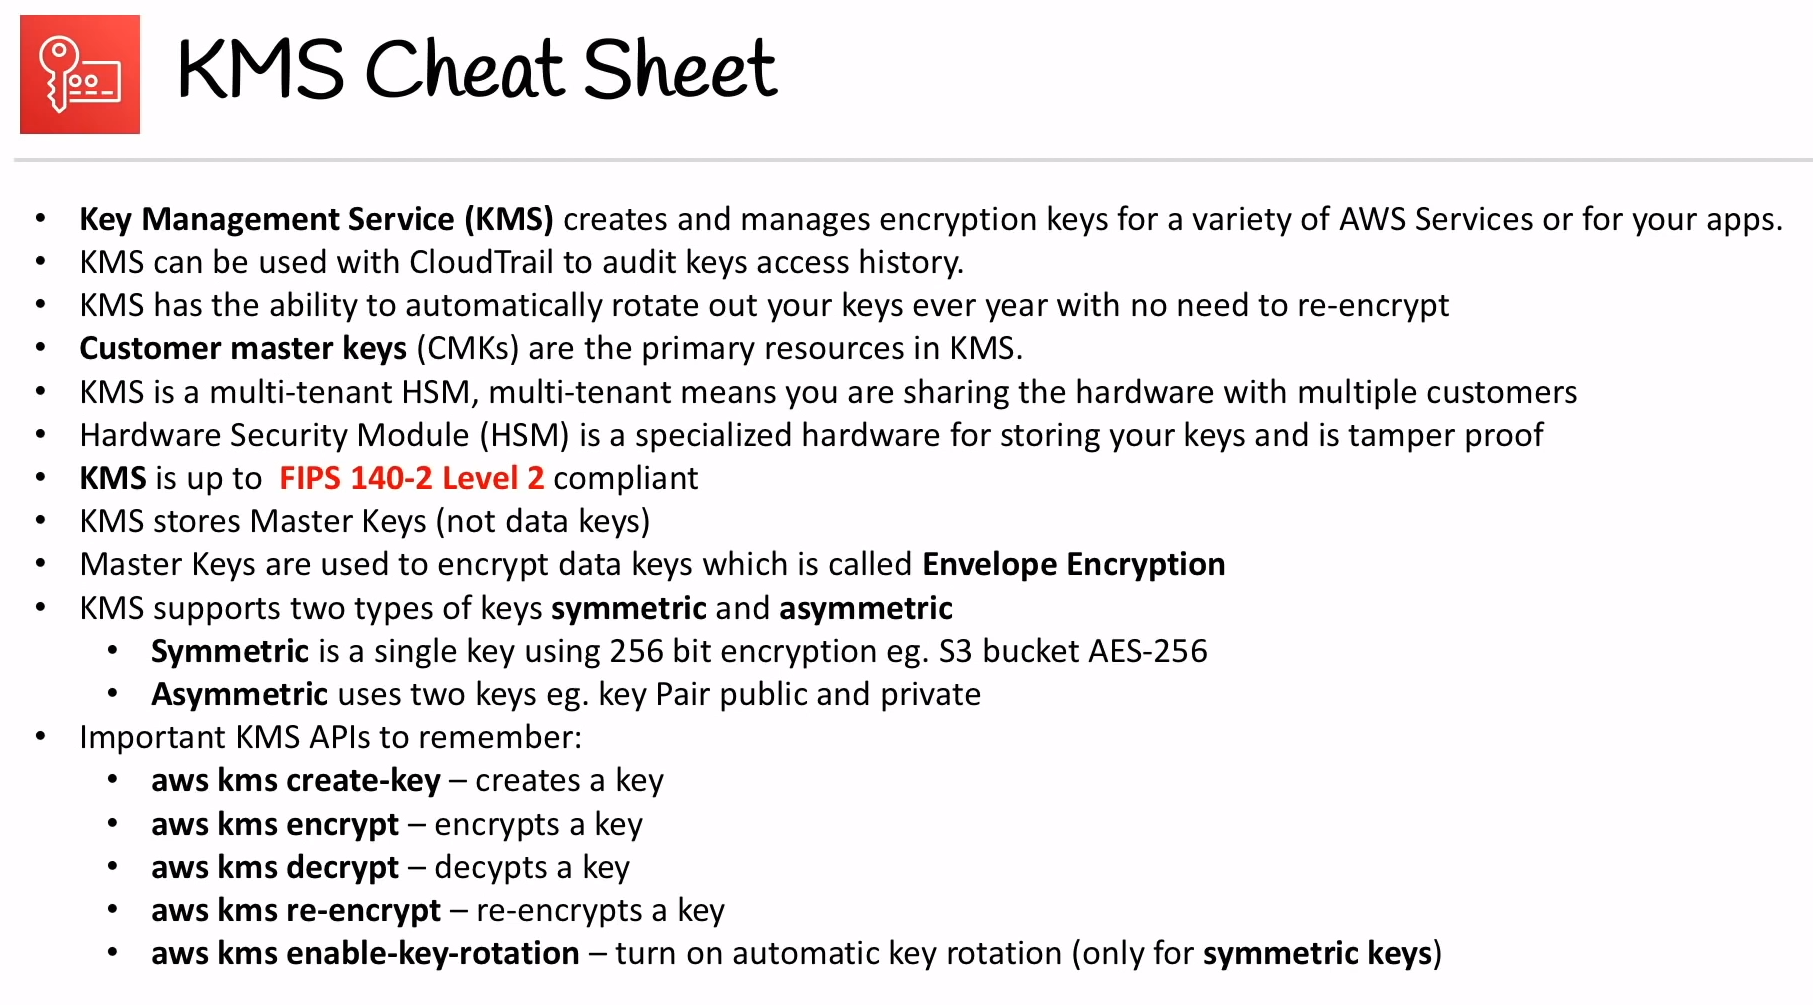 KMS Cheat Sheet
• Key Management Service (KMS) creates and manages encryption keys for a variety of AWS Services or for your apps.
• KMS can be used with CloudTrail to audit keys access history.
• KMS has the ability to automatically rotate out your keys ever year with no need to re-encrypt
• Customer master keys (CMKs) are the primary resources in KMS.
• KMS is a multi-tenant HSM, multi-tenant means you are sharing the hardware with multiple customers
• Hardware Security Module (HSM) is a specialized hardware for storing your keys and is tamper proof
• KMS is up to FIPS 140-2 Level 2 compliant
• KMS stores Master Keys (not data keys)
• Master Keys are used to encrypt data keys which is called Envelope Encryption
• KMS supports two types of keys symmetric and asymmetric
• Symmetric is a single key using 256 bit encryption eg. S3 bucket AES-256
• Asymmetric uses two keys eg. key Pair public and private
• Important KMS APIs to remember:
• aws kms create-key – creates a key
• aws kms encrypt – encrypts a key
• aws kms decrypt – decypts a key
• aws kms re-encrypt – re-encrypts a key
• aws kms enable-key-rotation – turn on automatic key rotation (only for symmetric keys)